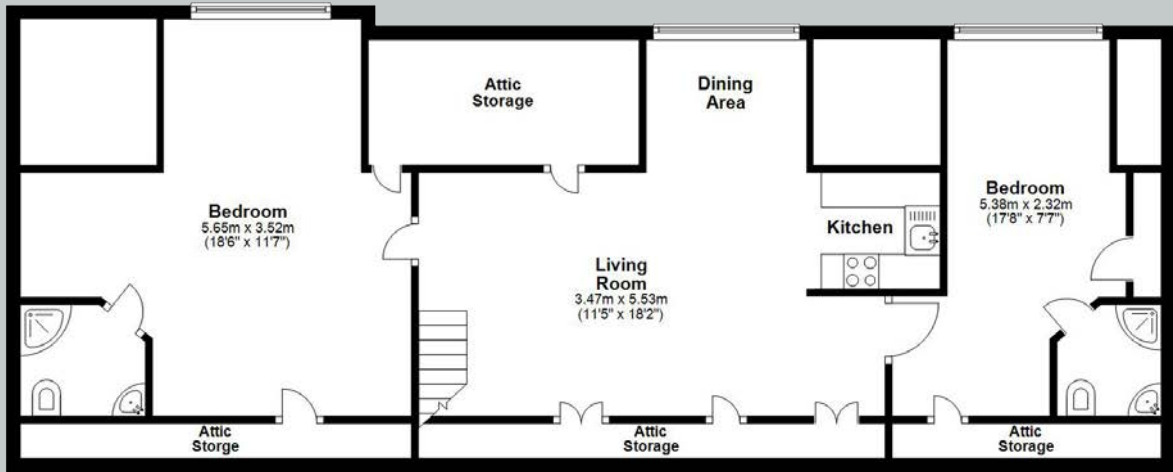 Attic
Storage
Dining
Area
Bedroom
5.65m x 3.52m
(18'6" x 11'7")
Living
Room
3.47m x 5.53m
(11'5" x 18'2")
Kitchen
Bedroom
5.38m x 2.32m
(17'8" x 7'7")
Attic
Storge
Attic
Storage
Attic
Storage